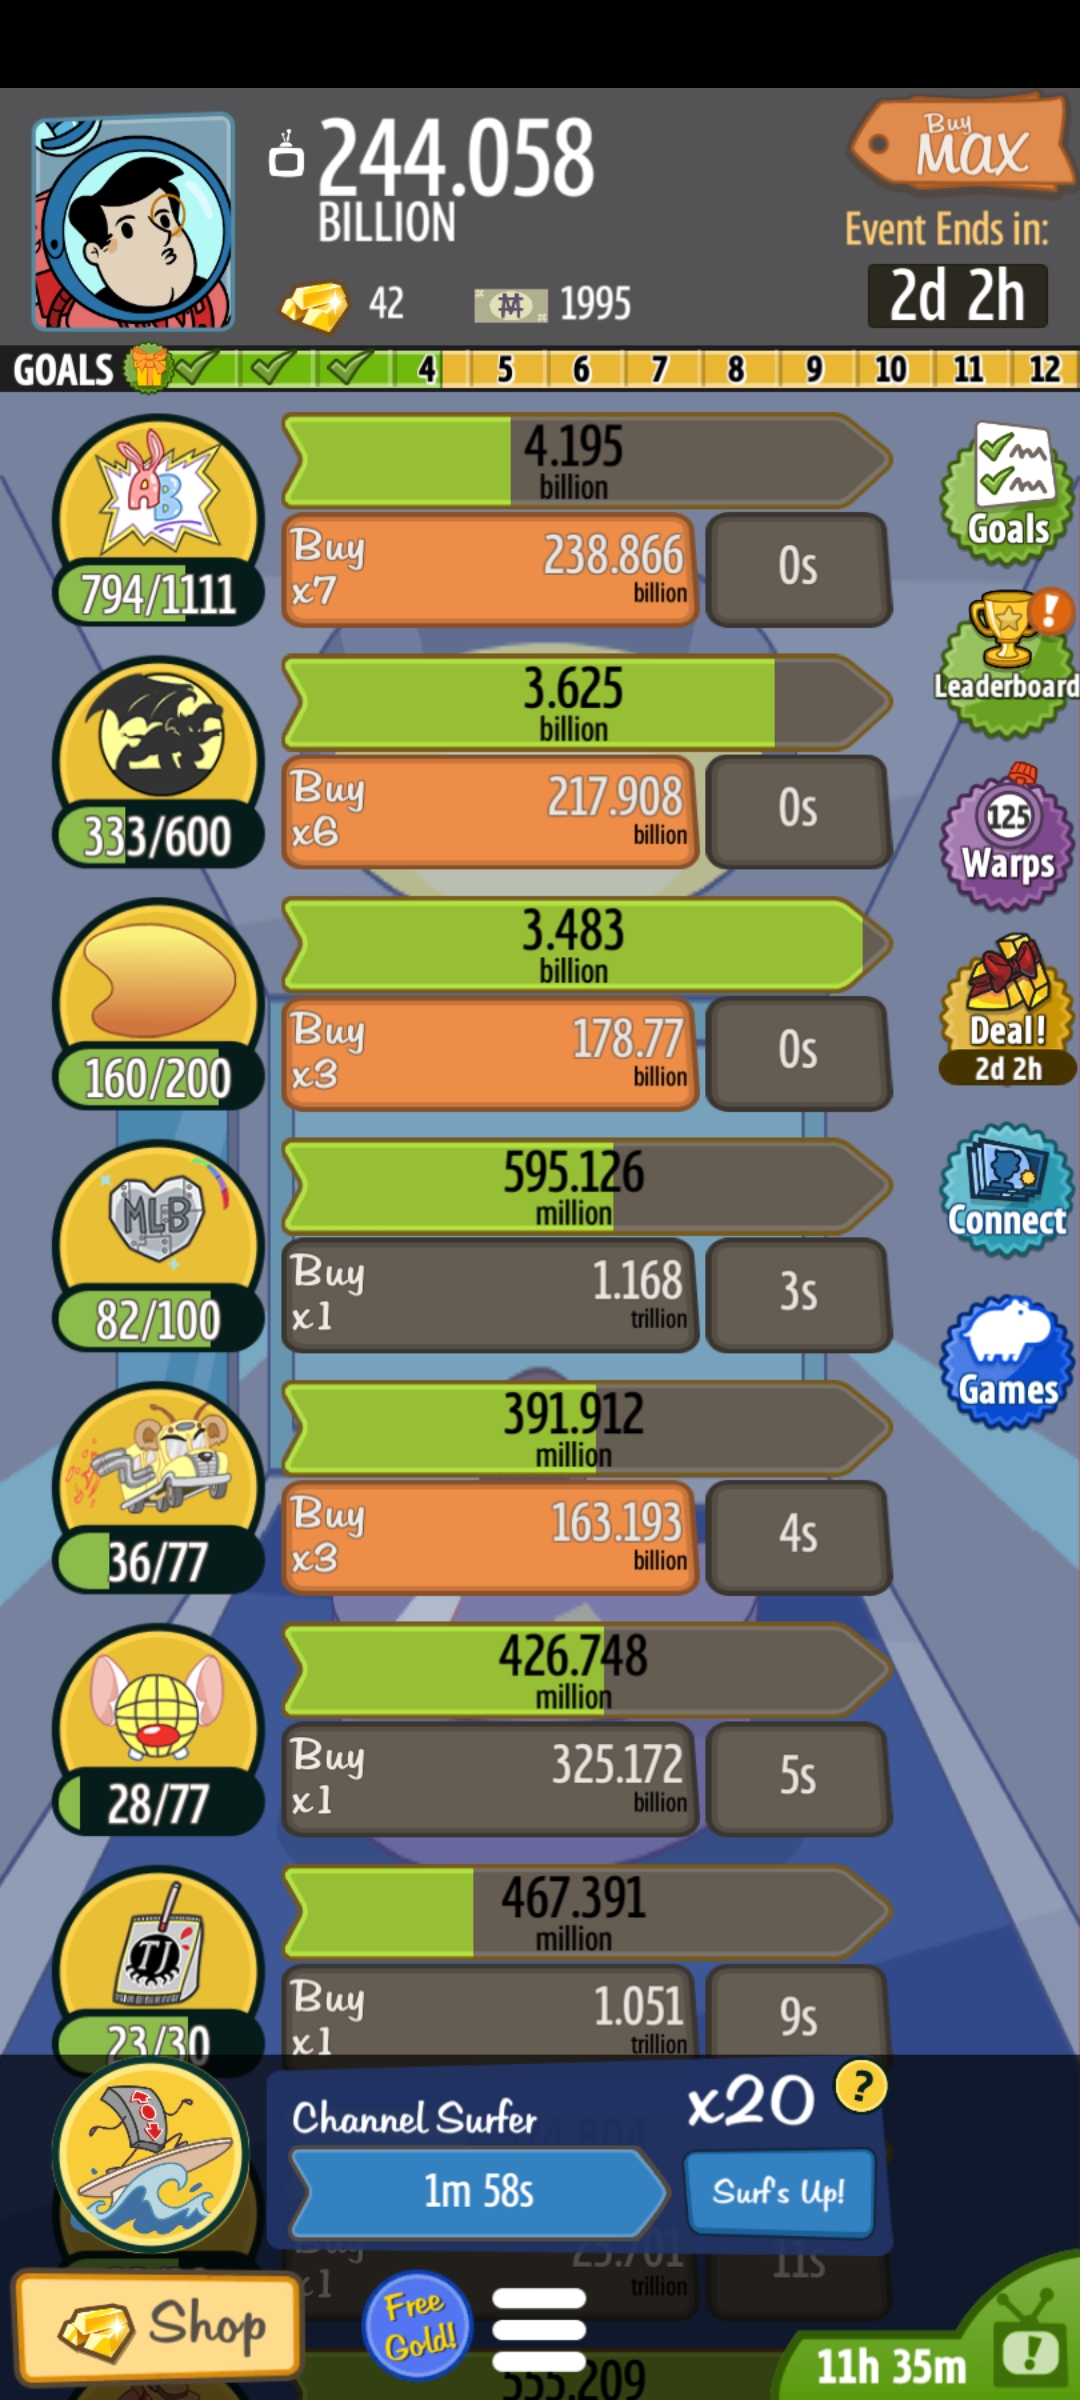 244.058
BILLION
Buy
Max
Event Ends in:
2d 2h
42
1995
GOALS 4 5 6 7 8 9 10 11 12
AB
794/1111
4.195
billion
Buy
x7
238.866
billion
0s
Goals
333/600
3.625
billion
Buy
x6
217.908
billion
0s
!
Leaderboard
160/200
3.483
billion
Buy
x3
178.77
billion
0s
125
Warps
Deal!
2d 2h
MLB
82/100
595.126
million
Buy
x1
1.168
trillion
3s
Connect
Games
36/77
391.912
million
Buy
x3
163.193
billion
4s
28/77
426.748
million
Buy
x1
325.172
billion
5s
TJ
23/30
467.391
million
Buy
x1
1.051
trillion
9s
Channel Surfer
x20
?
1m 58s
Surf's Up!
Buy
x1
23.701
trillion
11s
Shop
Free
Gold!
555.209
11h 35m
!